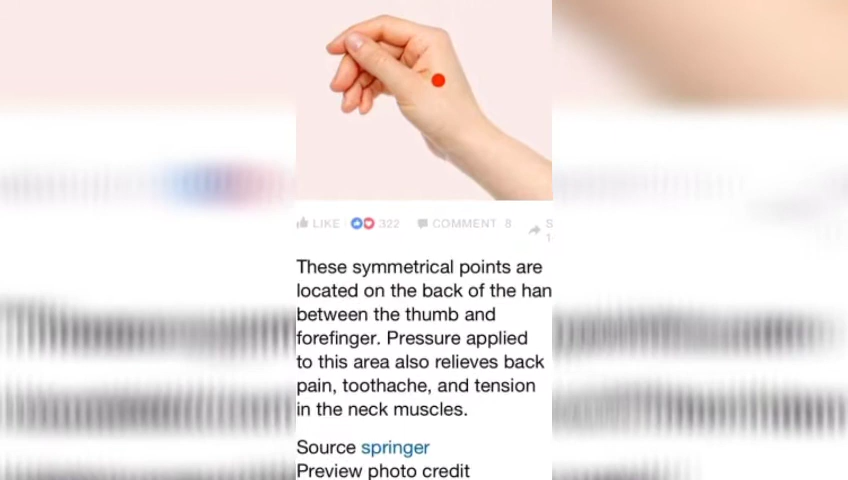 LIKE 322 COMMENT 8 S
1
These symmetrical points are
located on the back of the han
between the thumb and
forefinger. Pressure applied
to this area also relieves back
pain, toothache, and tension
in the neck muscles.
Source springer
Preview photo credit